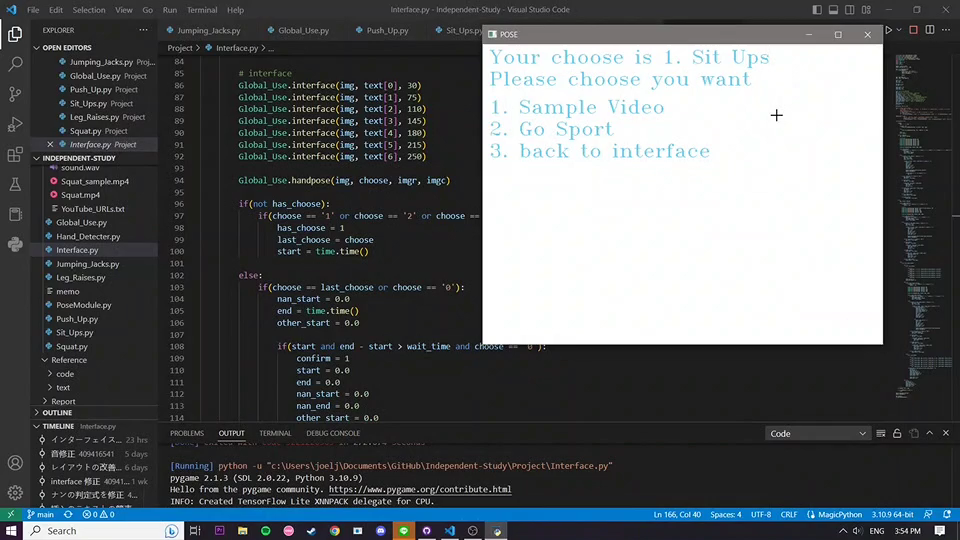 File Edit Selection View Go Run Terminal Help
Interface.py - Independent-Study - Visual Studio Code
EXPLORER
OPEN EDITORS
Jumping_Jacks.py Project
Global_Use.py Project
Push_Up.py Project
Sit_Ups.py Project
Leg_Raises.py Project
Squat.py Project
Interface.py Project
INDEPENDENT-STUDY
sound.wav
Squat_sample.mp4
Squat.mp4
YouTube_URLs.txt
Global_Use.py
Hand_Detecter.py
Interface.py
Jumping_Jacks.py
Leg_Raises.py
memo
PoseModule.py
Push_Up.py
Sit_Ups.py
Squat.py
Reference
code
text
Report
OUTLINE
TIMELINE Interface.py
インターフェイス... 23 hrs
音修正 409416541 5 days
レイアウトの改善...
interface 修正 40941...
ナンの判定式を修正...
Jumping_Jacks.py Global_Use.py Push_Up.py Sit_Ups.py
Project > Interface.py > ...
84
85 # interface
86 Global_Use.interface(img, text[0], 30)
87 Global_Use.interface(img, text[1], 75)
88 Global_Use.interface(img, text[2], 110)
89 Global_Use.interface(img, text[3], 145)
90 Global_Use.interface(img, text[4], 180)
91 Global_Use.interface(img, text[5], 215)
92 Global_Use.interface(img, text[6], 250)
93
94 Global_Use.handpose(img, choose, imgr, imgc)
95
96 if(not has_choose):
97 if(choose == '1' or choose == '2' or choose ==
98 has_choose = 1
99 last_choose = choose
100 start = time.time()
101
102 else:
103 if(choose == last_choose or choose == '0'):
104 nan_start = 0.0
105 end = time.time()
106 other_start = 0.0
107
108 if(start and end - start > wait_time and choose == '0'):
109 confirm = 1
110 start = 0.0
111 end = 0.0
112 nan_start = 0.0
113 nan_end = 0.0
114 other_start = 0.0
POSE
Your choose is 1. Sit Ups
Please choose you want
1. Sample Video
2. Go Sport
3. back to interface
PROBLEMS OUTPUT TERMINAL DEBUG CONSOLE
Code
[Running] python -u "c:\Users\joelj\Documents\GitHub\Independent-Study\Project\Interface.py"
pygame 2.1.3 (SDL 2.0.22, Python 3.10.9)
Hello from the pygame community. https://www.pygame.org/contribute.html
INFO: Created TensorFlow Lite XNNPACK delegate for CPU.
main 0 0
Ln 166, Col 40 Spaces: 4 UTF-8 CRLF MagicPython 3.10.9 64-bit
Search
ENG 3:54 PM